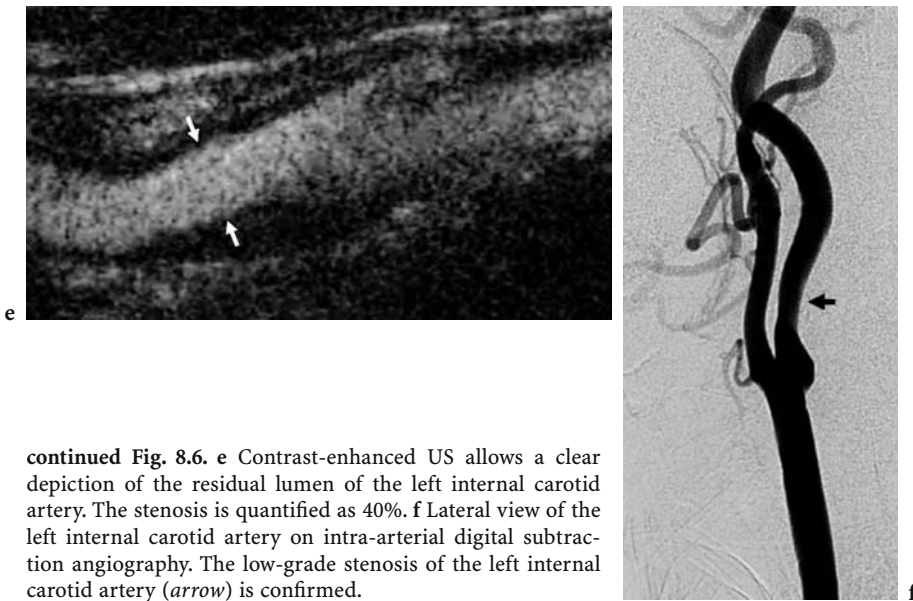 e
f
continued Fig. 8.6. e Contrast-enhanced US allows a clear
depiction of the residual lumen of the left internal carotid
artery. The stenosis is quantified as 40%. f Lateral view of the
left internal carotid artery on intra-arterial digital subtrac-
tion angiography. The low-grade stenosis of the left internal
carotid artery (arrow) is confirmed.